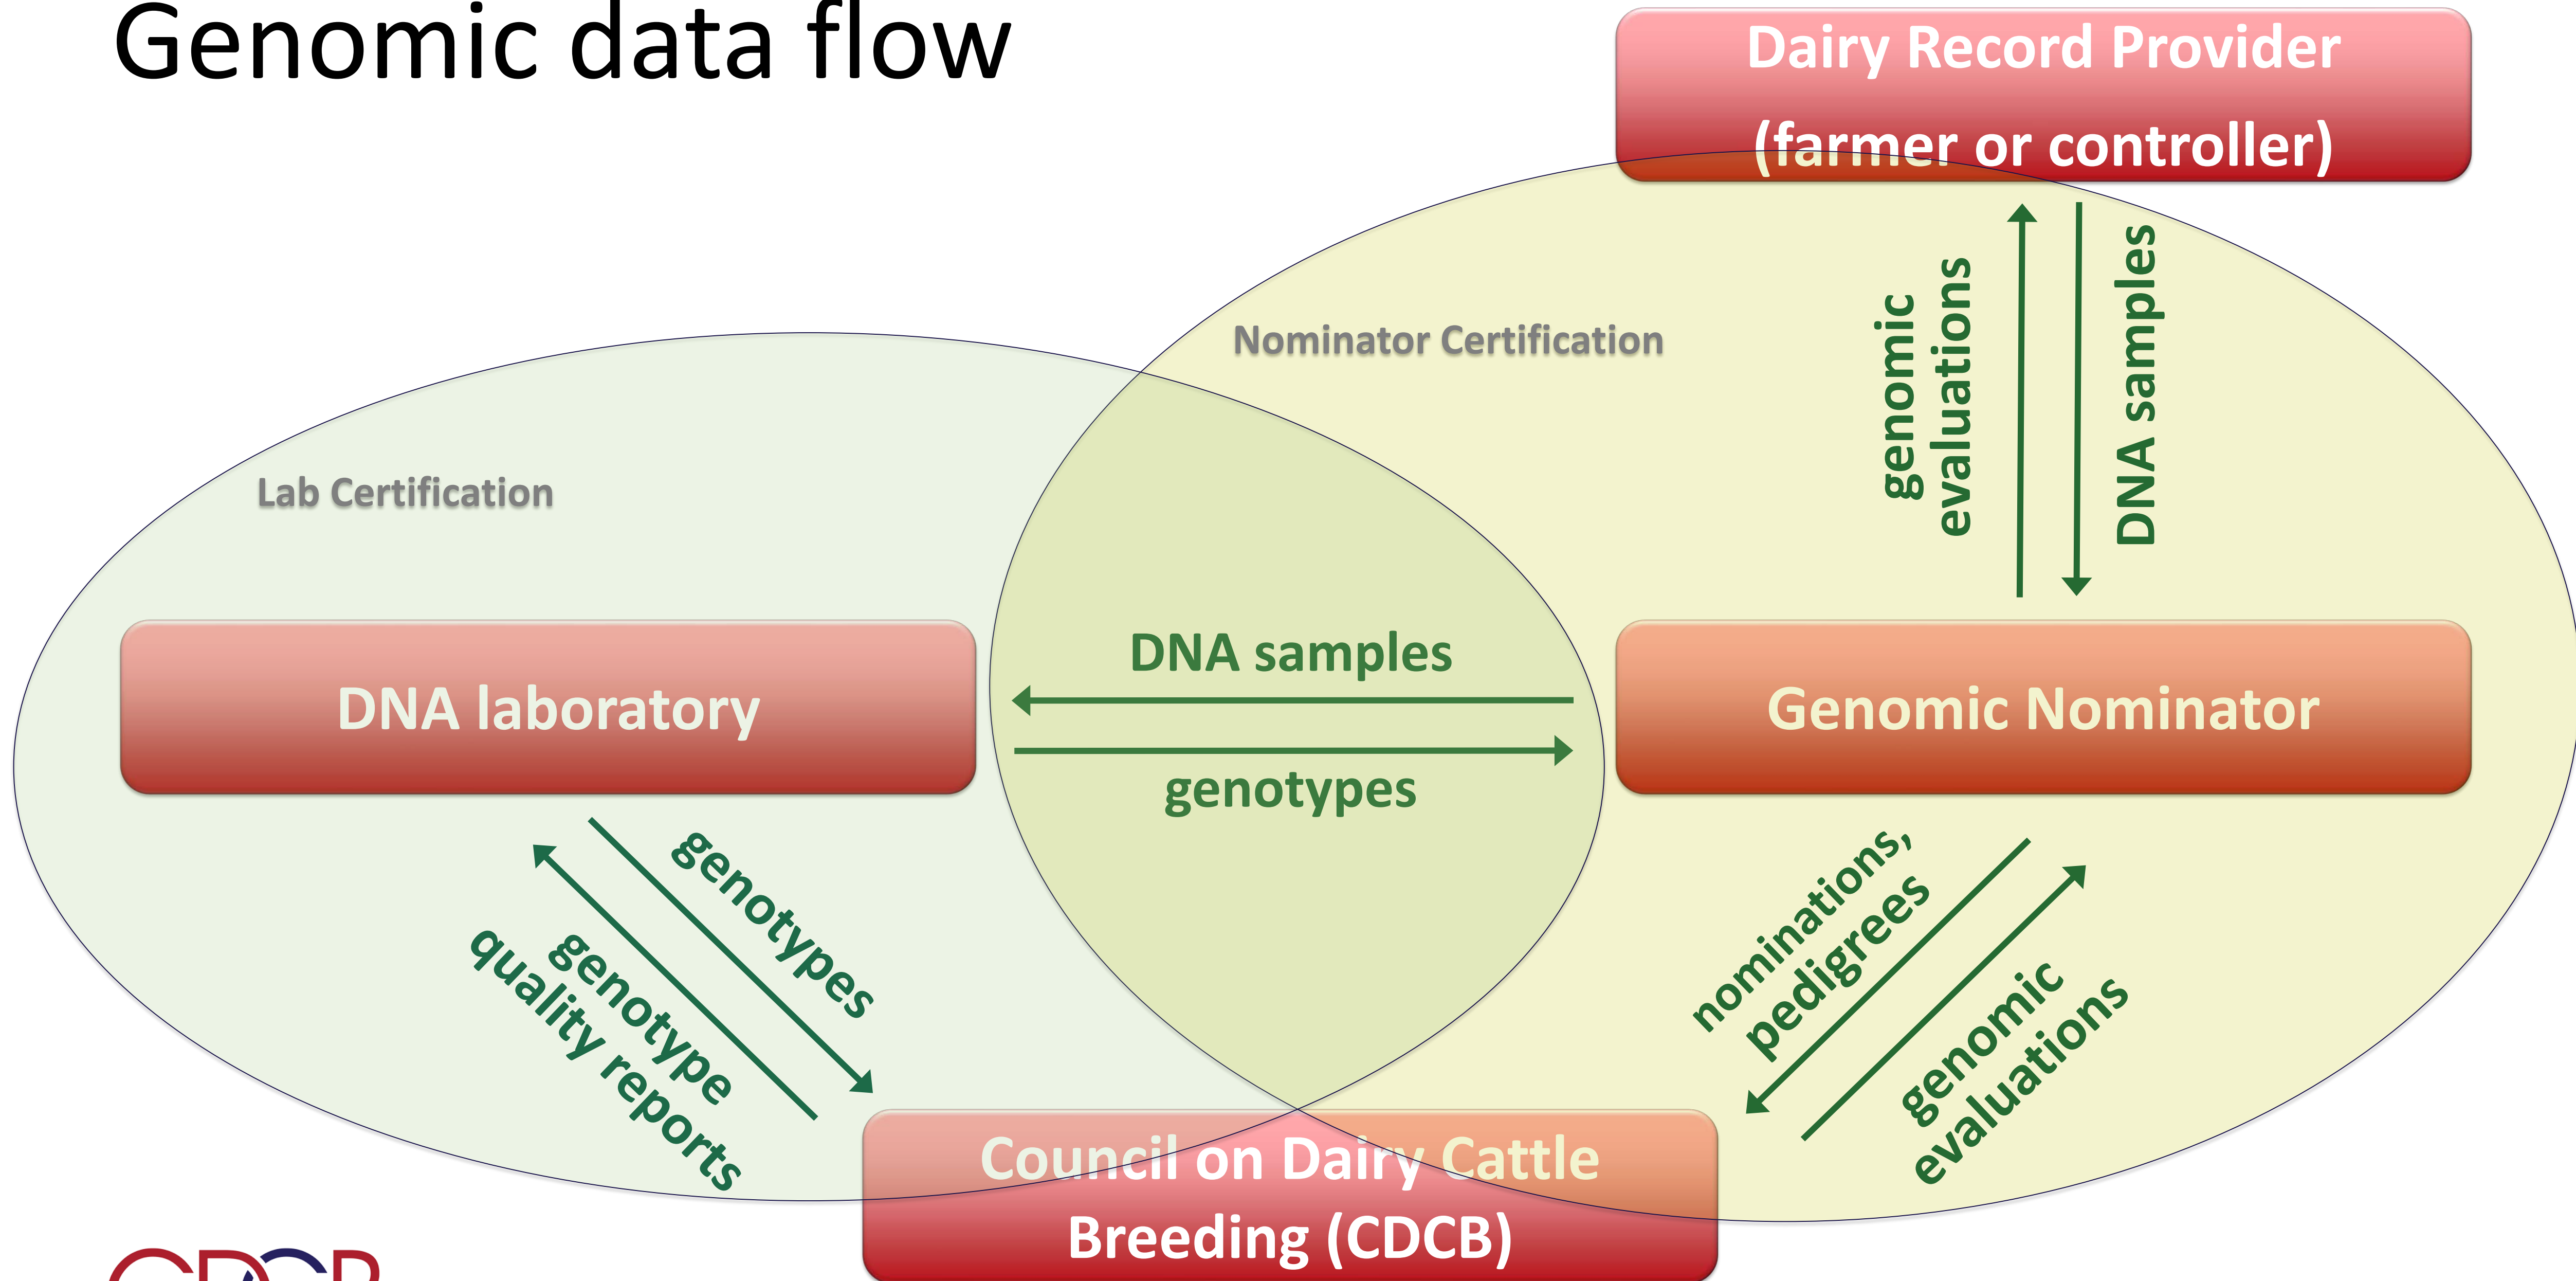 Genomic data flow
Dairy Record Provider
(farmer or controller)
genomic
evaluations
DNA samples
Nominator Certification
Lab Certification
DNA samples
DNA laboratory
Genomic Nominator
genotypes
genotypes
genotype
quality reports
nominations,
pedigrees
genomic
evaluations
Council on Dairy Cattle
Breeding (CDCB)
CDCB